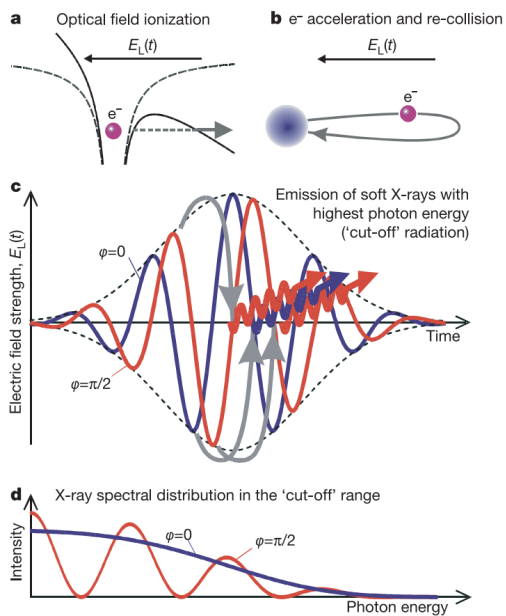 a Optical field ionization
E_L(t)
e⁻
b e⁻ acceleration and re-collision
E_L(t)
e⁻
c
Emission of soft X-rays with
highest photon energy
('cut-off' radiation)
φ=0
Electric field strength, E_L(t)
Time
φ=π/2
d X-ray spectral distribution in the 'cut-off' range
Intensity
φ=0
φ=π/2
Photon energy